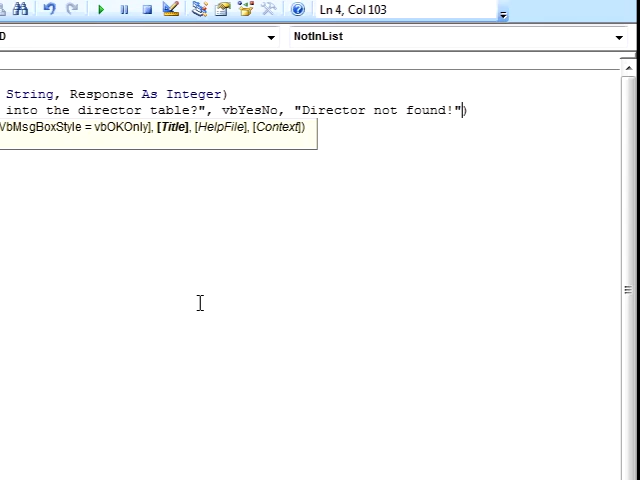 Ln 4, Col 103
D
NotInList
String, Response As Integer)
into the director table?", vbYesNo, "Director not found!")
VbMsgBoxStyle = vbOKOnly], [Title], [HelpFile], [Context])